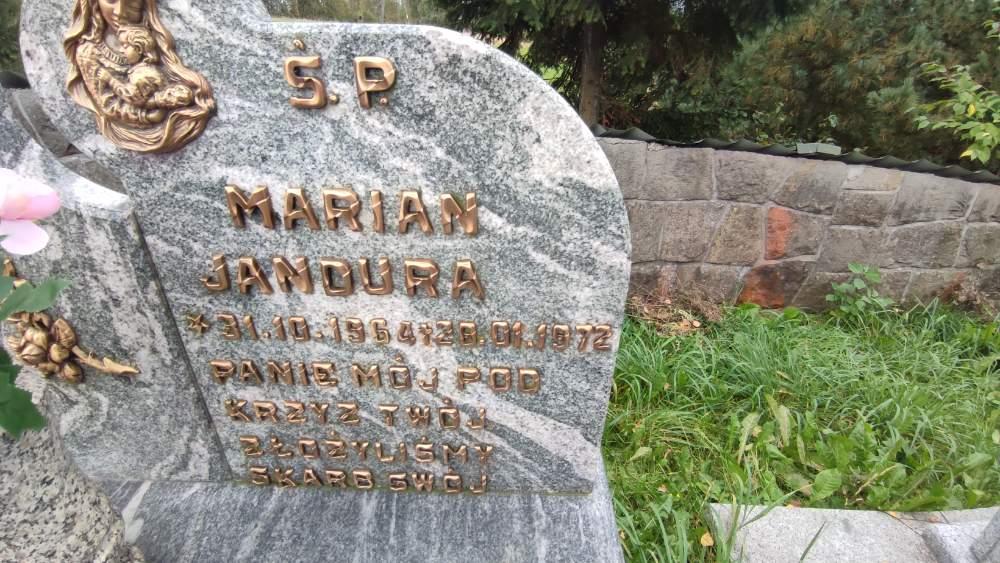 Ś.P.
MARIAN
JANDURA
* 31.10.1964 † 28.01.1972
PANIE MÓJ POD
KRZYŻ TWÓJ
ZŁOŻYLIŚMY
SKARB SWÓJ